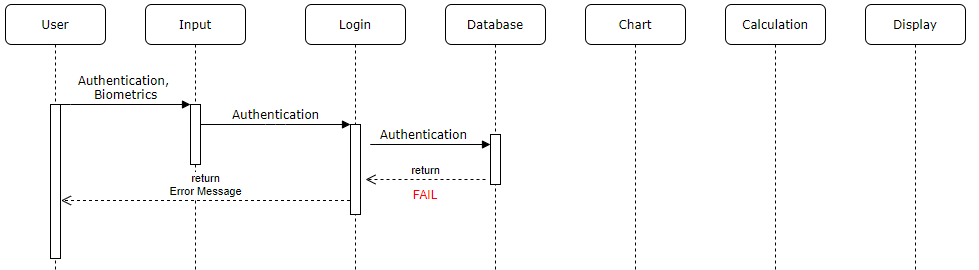 User
Input
Login
Database
Chart
Calculation
Display
Authentication,
Biometrics
Authentication
Authentication
return
FAIL
return
Error Message